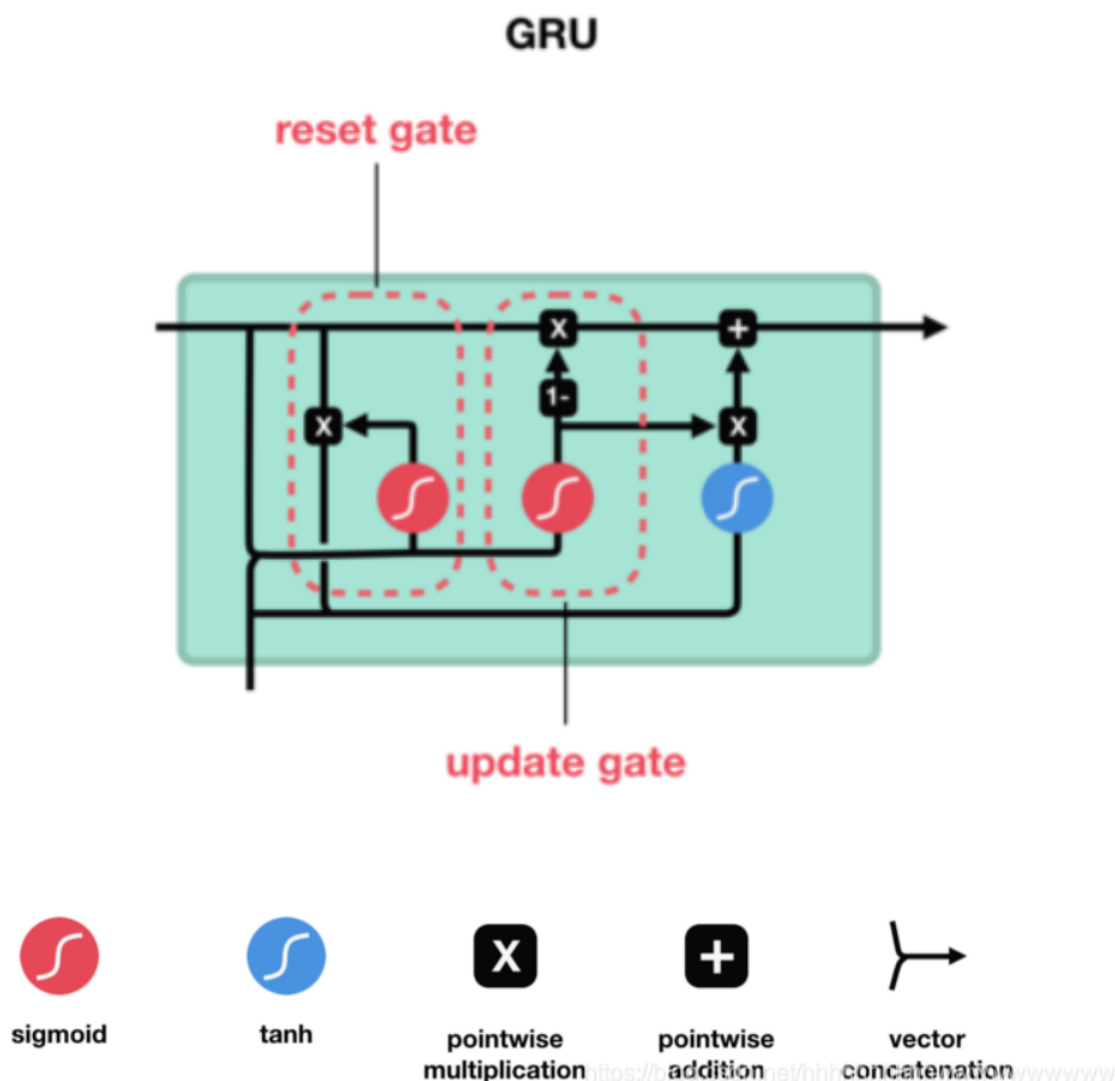 GRU
reset gate
X
+
1-
X
X
update gate
X
+
sigmoid
tanh
pointwise
multiplication
pointwise
addition
vector
concatenation